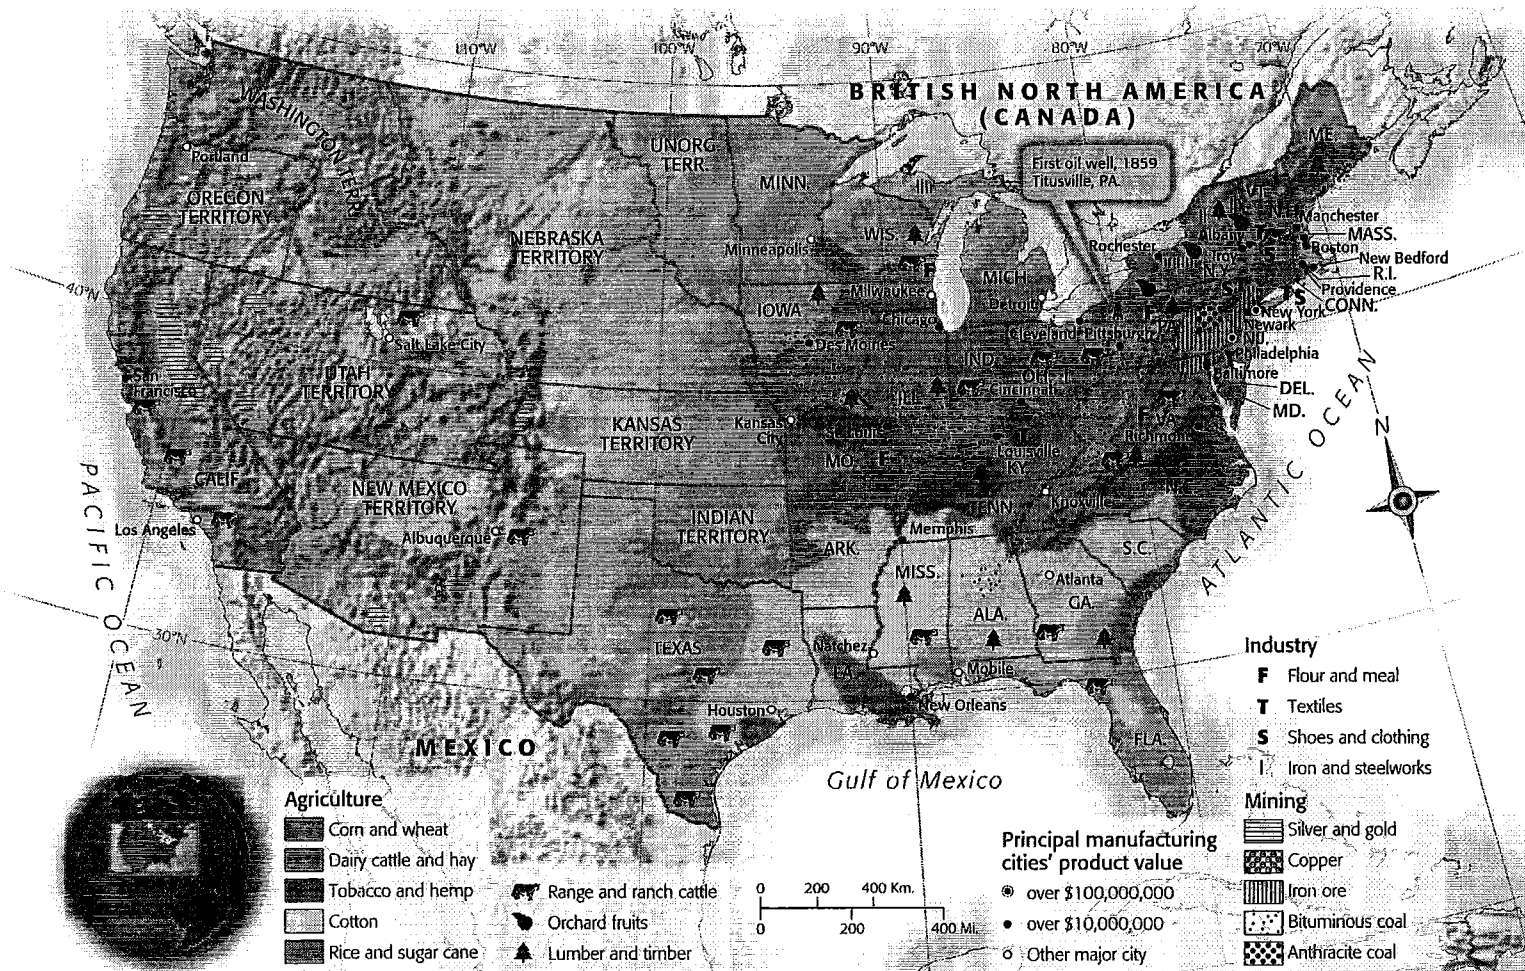 110°W
100°W
90°W
80°W
70°W
BRITISH NORTH AMERICA
(CANADA)
WASHINGTON TERR.
UNORG.
TERR.
First oil well, 1859
Titusville, PA.
ME.
MINN.
Portland
OREGON
TERRITORY
Manchester
MASS.
Albany
Boston
NEBRASKA
TERRITORY
WIS.
Minneapolis
Rochester
Troy
N.Y.
New Bedford
R.I.
Providence
CONN.
MICH.
Milwaukee
Detroit
40°N
IOWA
New York
Newark
Chicago
Cleveland
Pittsburgh
PA.
N.J.
Salt Lake City
Des Moines
Philadelphia
IND.
Baltimore
UTAH
TERRITORY
San
Francisco
OHIO
Cincinnati
DEL.
ILL.
MD.
KANSAS
TERRITORY
Kansas
City
St. Louis
VA.
Richmond
Louisville
KY.
MO.
CALIF.
NEW MEXICO
TERRITORY
N.C.
TENN.
Knoxville
INDIAN
TERRITORY
Los Angeles
Albuquerque
Memphis
ARK.
S.C.
MISS.
Atlanta
GA.
ALA.
30°N
TEXAS
Natchez
LA.
Mobile
Houston
New Orleans
FLA.
MEXICO
Gulf of Mexico
PACIFIC OCEAN
ATLANTIC OCEAN
N
F
F
F
F
S
S
S
T
Agriculture
Corn and wheat
Dairy cattle and hay
Tobacco and hemp
Cotton
Rice and sugar cane
Range and ranch cattle
Orchard fruits
Lumber and timber
0 200 400 Km.
0 200 400 Mi.
Principal manufacturing
cities' product value
over $100,000,000
over $10,000,000
Other major city
Industry
F Flour and meal
T Textiles
S Shoes and clothing
I Iron and steelworks
Mining
Silver and gold
Copper
Iron ore
Bituminous coal
Anthracite coal